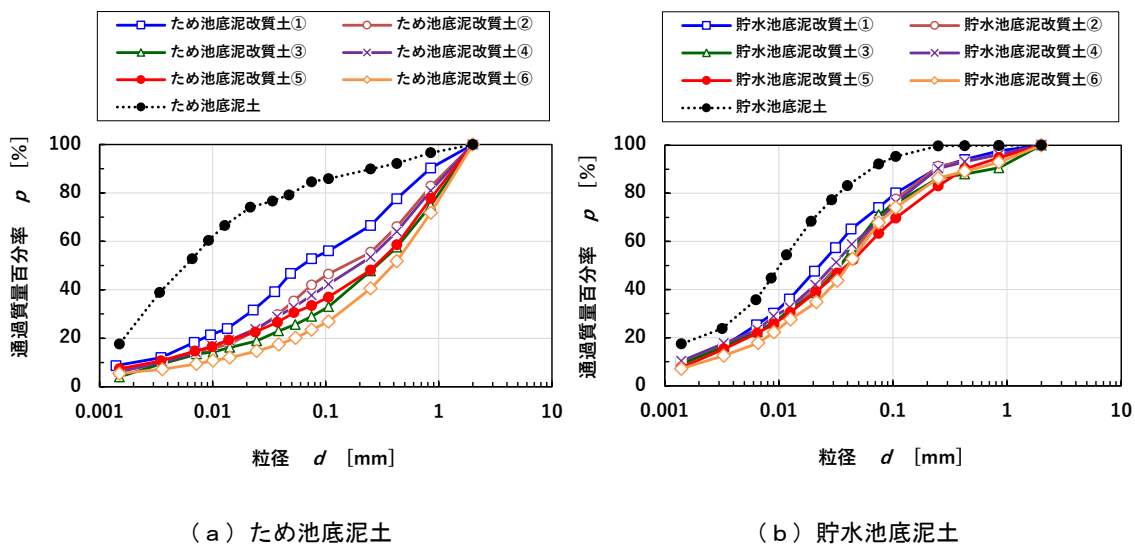 ため池底泥改質土① ため池底泥改質土②
ため池底泥改質土③ ため池底泥改質土④
ため池底泥改質土⑤ ため池底泥改質土⑥
ため池底泥土
通過質量百分率 p [%]
100
80
60
40
20
0
0.001 0.01 0.1 1 10
粒径 d [mm]
(a)ため池底泥土
貯水池底泥改質土① 貯水池底泥改質土②
貯水池底泥改質土③ 貯水池底泥改質土④
貯水池底泥改質土⑤ 貯水池底泥改質土⑥
貯水池底泥土
通過質量百分率 p [%]
100
80
60
40
20
0
0.001 0.01 0.1 1 10
粒径 d [mm]
(b)貯水池底泥土